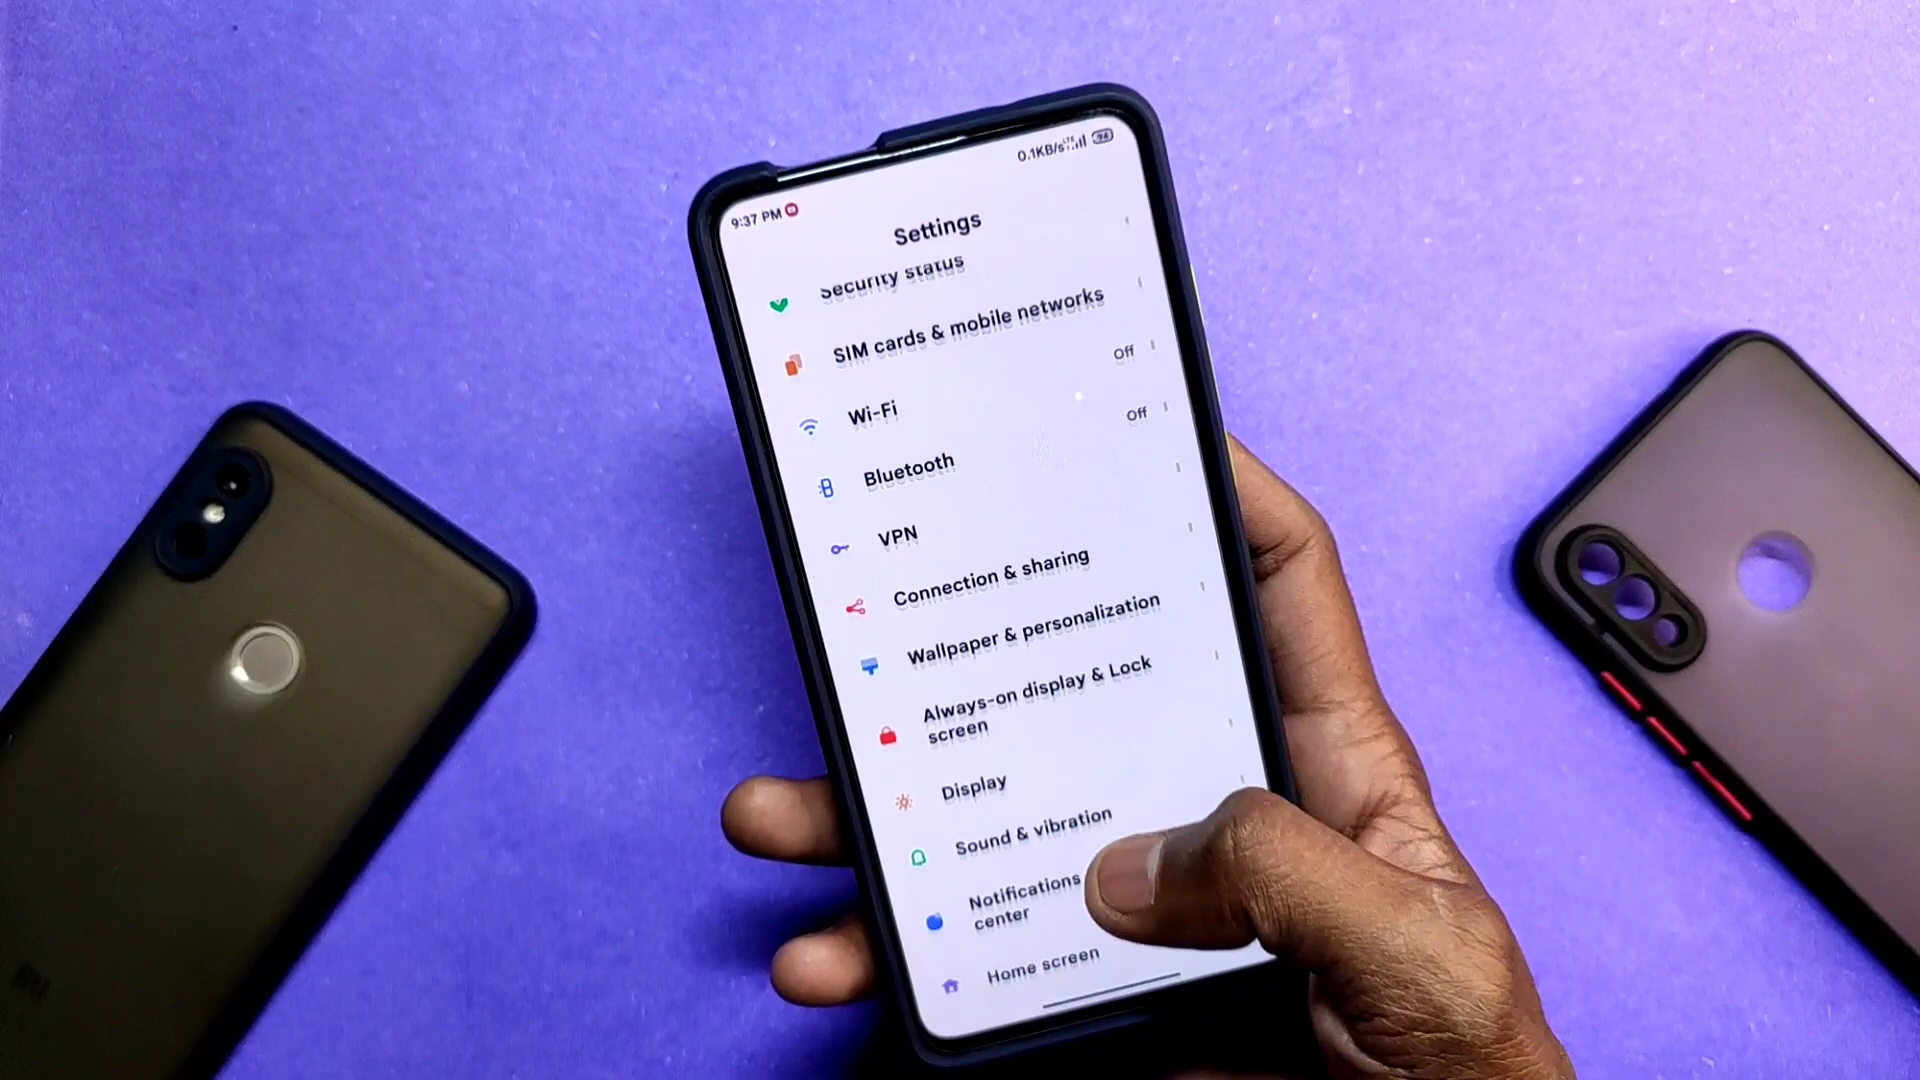 9:37 PM
0.1KB/s
Settings
Security status
SIM cards & mobile networks
Wi-Fi
Off
Bluetooth
Off
VPN
Connection & sharing
Wallpaper & personalization
Always-on display & Lock
screen
Display
Sound & vibration
Notifications
center
Home screen
mi